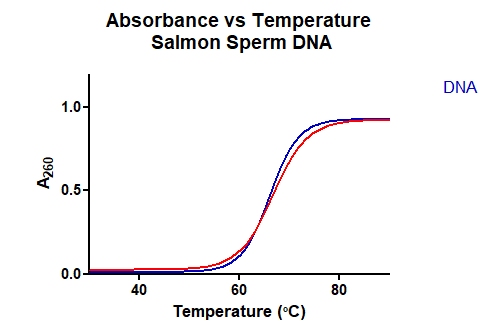 Absorbance vs Temperature
Salmon Sperm DNA
DNA
1.0
0.5
0.0
A260
40
60
80
Temperature (°C)